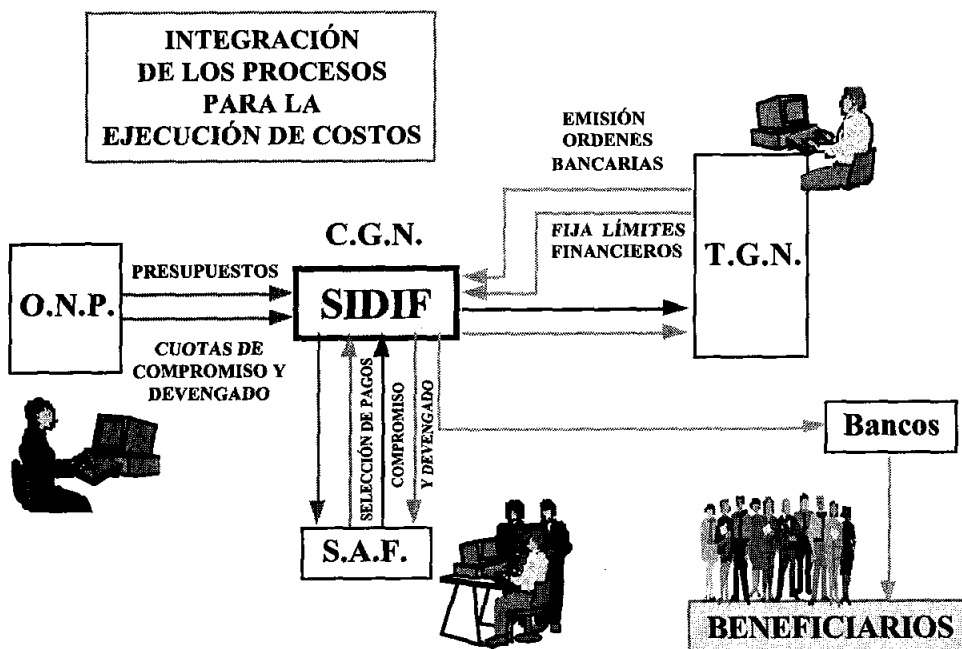 INTEGRACIÓN
DE LOS PROCESOS
PARA LA
EJECUCIÓN DE COSTOS
EMISIÓN
ORDENES
BANCARIAS
FIJA LÍMITES
FINANCIEROS
T.G.N.
C.G.N.
SIDIF
O.N.P.
PRESUPUESTOS
CUOTAS DE
COMPROMISO Y
DEVENGADO
SELECCIÓN DE PAGOS
COMPROMISO
Y DEVENGADO
S.A.F.
Bancos
BENEFICIARIOS